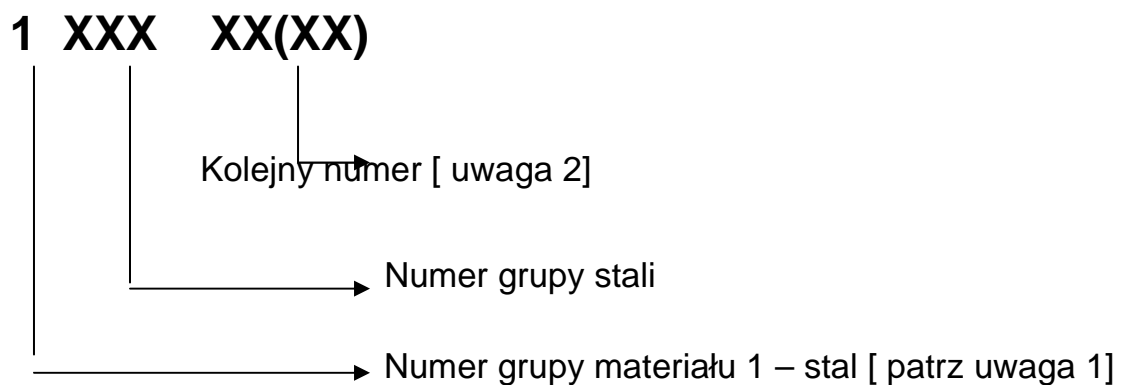 1 XXX XX(XX)
Kolejny numer [ uwaga 2]
Numer grupy stali
Numer grupy materiału 1 – stal [ patrz uwaga 1]